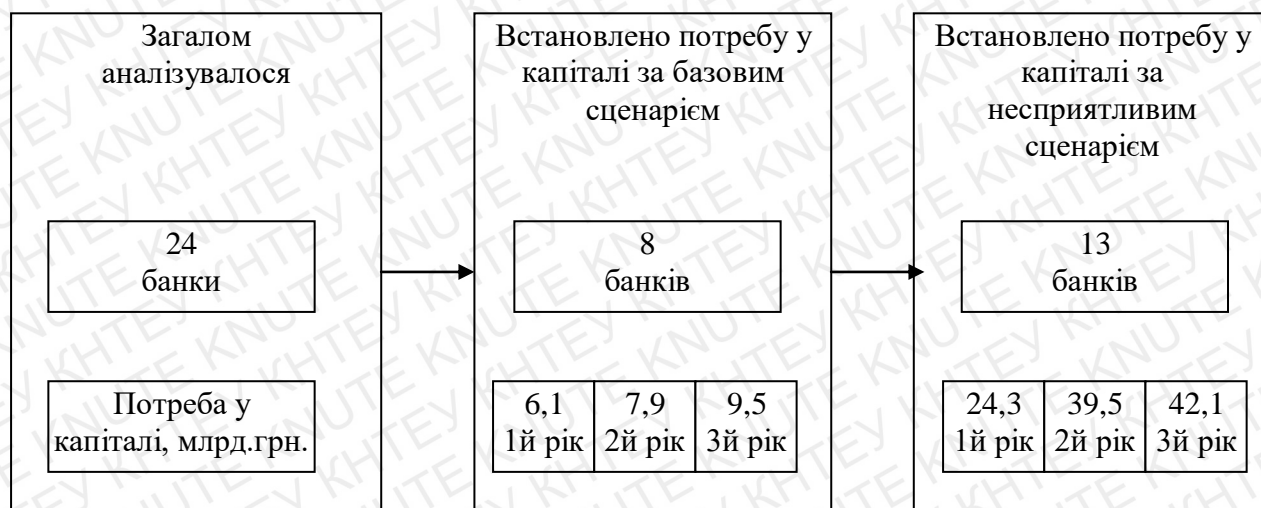 Загалом
аналізувалося
24
банки
Потреба у
капіталі, млрд.грн.
Встановлено потребу у
капіталі за базовим
сценарієм
8
банків
6,1 7,9 9,5
1й рік 2й рік 3й рік
Встановлено потребу у
капіталі за
несприятливим
сценарієм
13
банків
24,3 39,5 42,1
1й рік 2й рік 3й рік